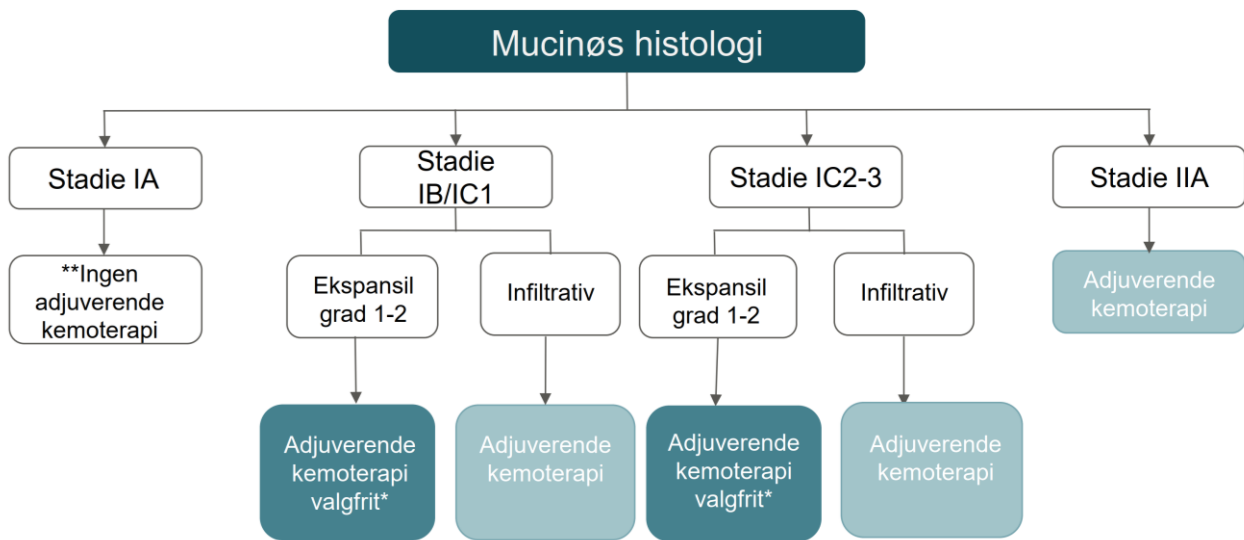 Mucinøs histologi
Stadie IA
Stadie
IB/IC1
Stadie IC2-3
Stadie IIA
**Ingen
adjuverende
kemoterapi
Ekspansil
grad 1-2
Infiltrativ
Ekspansil
grad 1-2
Infiltrativ
Adjuverende
kemoterapi
Adjuverende
kemoterapi
valgfrit*
Adjuverende
kemoterapi
Adjuverende
kemoterapi
valgfrit*
Adjuverende
kemoterapi